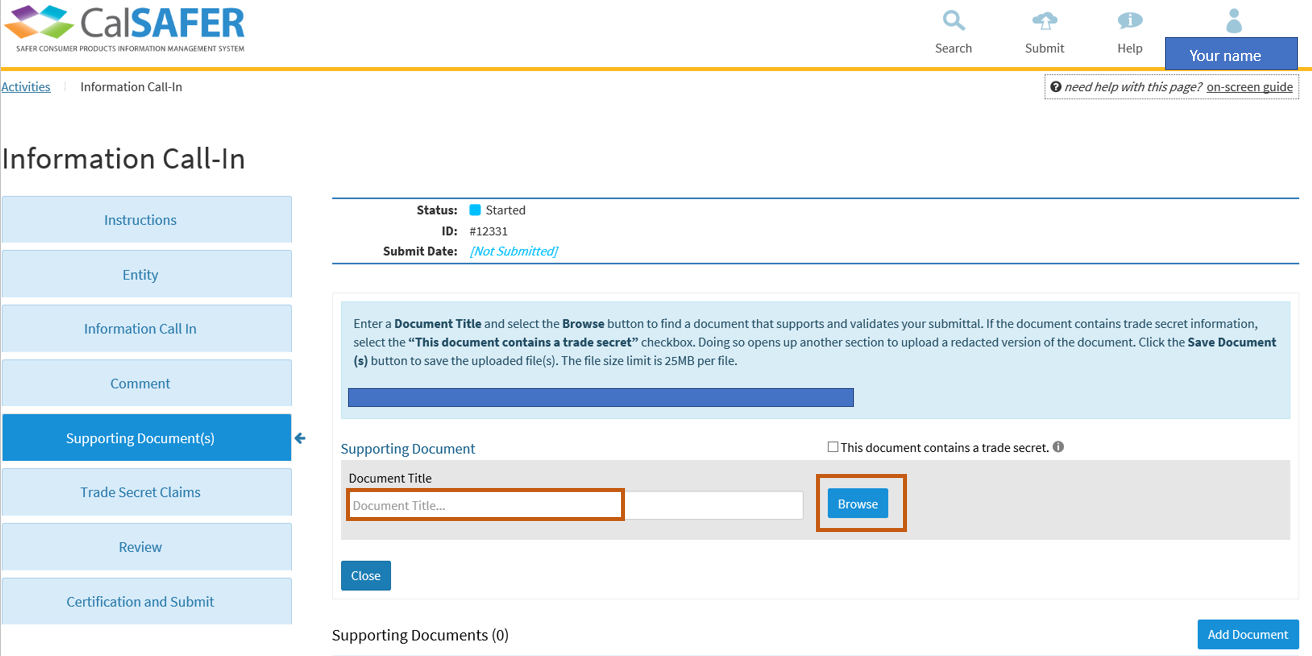 CalSAFER
SAFER CONSUMER PRODUCTS INFORMATION MANAGEMENT SYSTEM
Search
Submit
Help
Your name
Activities
Information Call-In
need help with this page? on-screen guide
Information Call-In
Instructions
Entity
Information Call In
Comment
Supporting Document(s)
Trade Secret Claims
Review
Certification and Submit
Status: Started
ID: #12331
Submit Date: [Not Submitted]
Enter a Document Title and select the Browse button to find a document that supports and validates your submittal. If the document contains trade secret information,
select the “This document contains a trade secret” checkbox. Doing so opens up another section to upload a redacted version of the document. Click the Save Document
(s) button to save the uploaded file(s). The file size limit is 25MB per file.
Supporting Document
This document contains a trade secret.
Document Title
Document Title...
Browse
Close
Supporting Documents (0)
Add Document